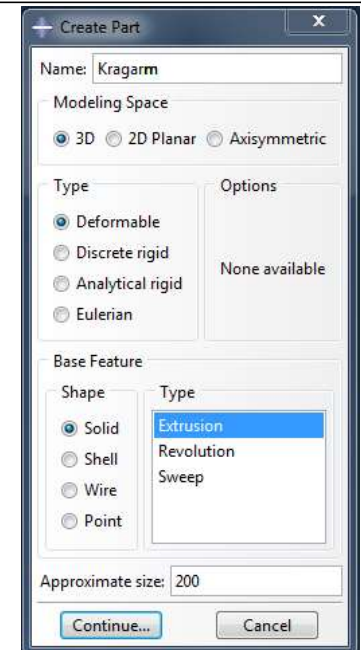 Create Part
X
Name: Kragarm
Modeling Space
3D 2D Planar Axisymmetric
Type
Deformable
Discrete rigid
Analytical rigid
Eulerian
Options
None available
Base Feature
Shape
Solid
Shell
Wire
Point
Type
Extrusion
Revolution
Sweep
Approximate size: 200
Continue... Cancel